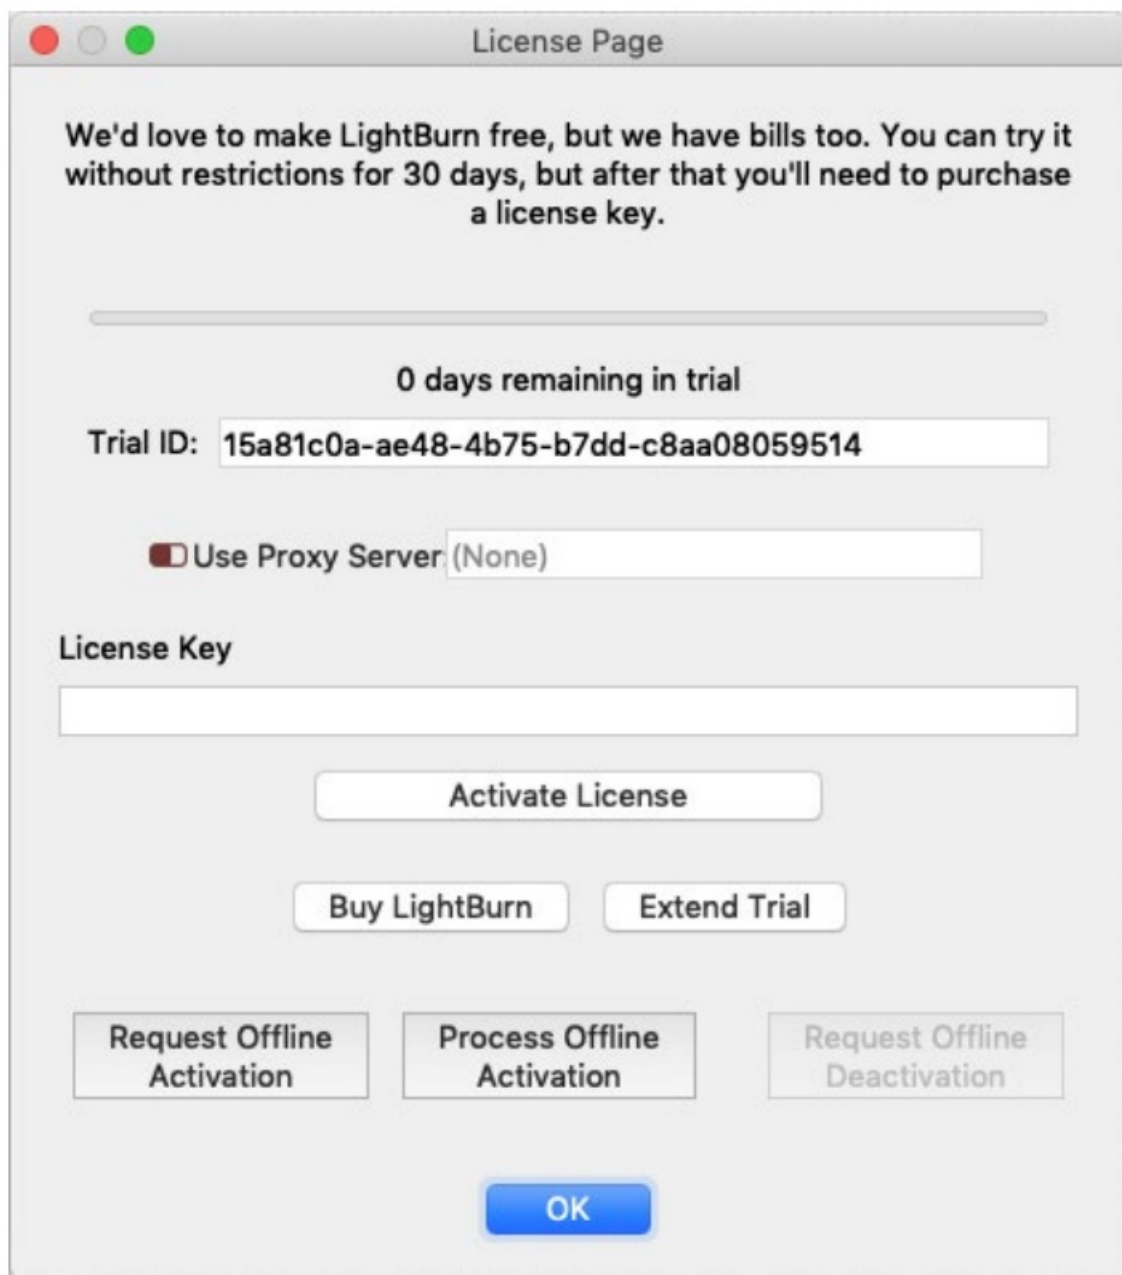 License Page
We'd love to make LightBurn free, but we have bills too. You can try it
without restrictions for 30 days, but after that you'll need to purchase
a license key.
0 days remaining in trial
Trial ID: 15a81c0a-ae48-4b75-b7dd-c8aa08059514
Use Proxy Server (None)
License Key
Activate License
Buy LightBurn Extend Trial
Request Offline Process Offline Request Offline
Activation Activation Deactivation
OK